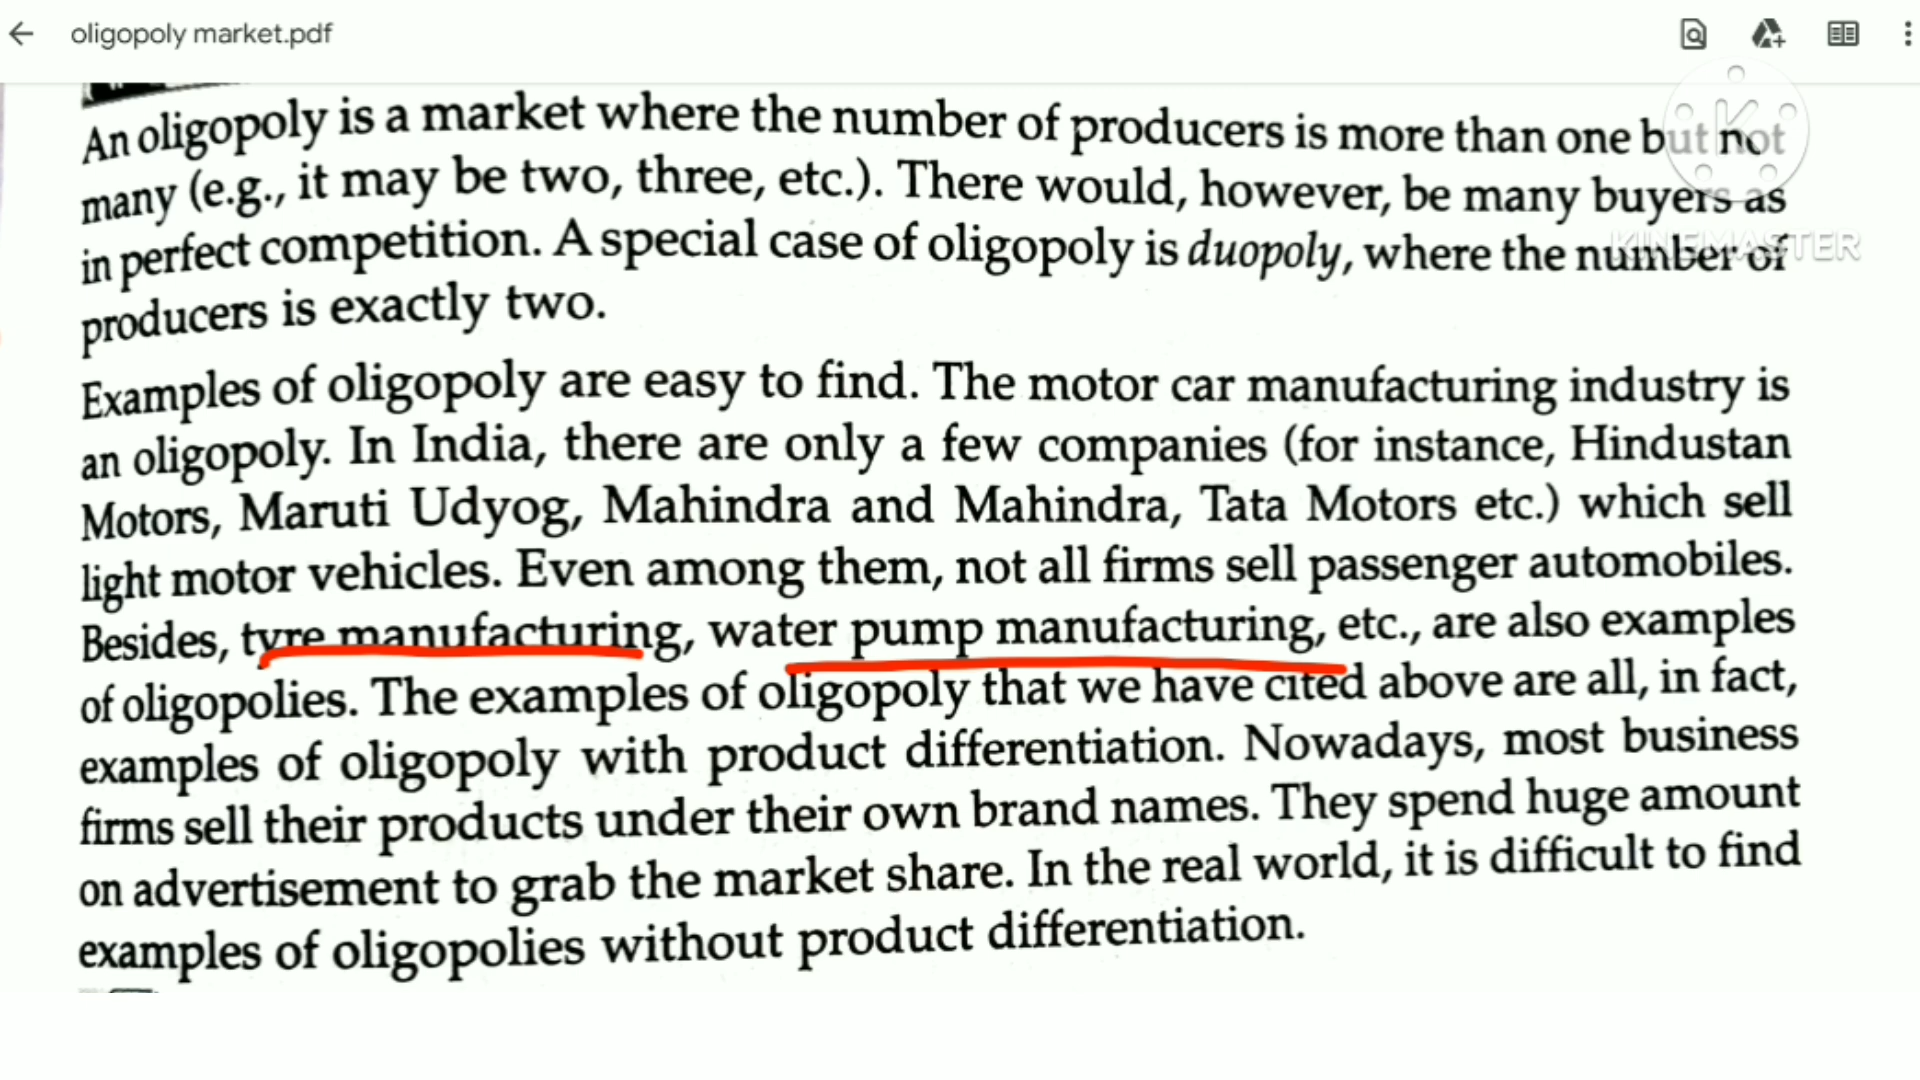 oligopoly market.pdf
An oligopoly is a market where the number of producers is more than one but not
many (e.g., it may be two, three, etc.). There would, however, be many buyers as
in perfect competition. A special case of oligopoly is duopoly, where the number of
KINEMASTER
producers is exactly two.
Examples of oligopoly are easy to find. The motor car manufacturing industry is
an oligopoly. In India, there are only a few companies (for instance, Hindustan
Motors, Maruti Udyog, Mahindra and Mahindra, Tata Motors etc.) which sell
light motor vehicles. Even among them, not all firms sell passenger automobiles.
Besides, tyre manufacturing, water pump manufacturing, etc., are also examples
of oligopolies. The examples of oligopoly that we have cited above are all, in fact,
examples of oligopoly with product differentiation. Nowadays, most business
firms sell their products under their own brand names. They spend huge amount
on advertisement to grab the market share. In the real world, it is difficult to find
examples of oligopolies without product differentiation.